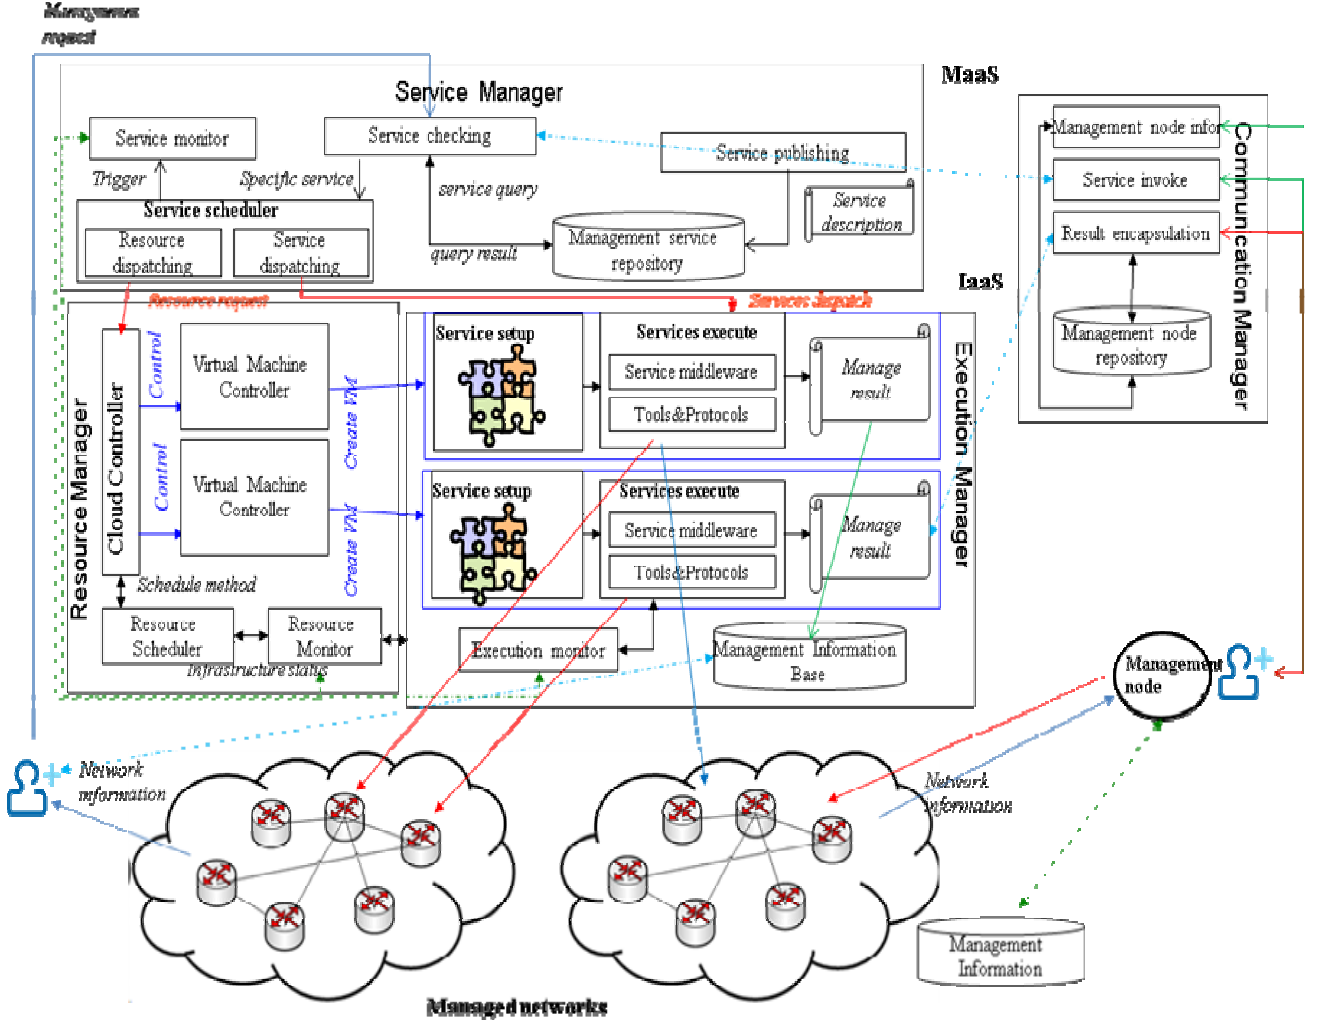 Management
request
MaaS
Service Manager
Service monitor
Service checking
Service publishing
Trigger
Specific service
service query
Service
description
Service scheduler
Resource
dispatching
Service
dispatching
query result
Management service
repository
IaaS
Management node infor
Service invoke
Result encapsulation
Management node
repository
Communication Manager
Resource request
Services dispatch
Resource Manager
Cloud Controller
Control
Virtual Machine
Controller
Create VM
Control
Virtual Machine
Controller
Create VM
Schedule method
Resource
Scheduler
Resource
Monitor
Infrastructure status
Execution Manager
Service setup
Services execute
Service middleware
Tools&Protocols
Manage
result
Service setup
Services execute
Service middleware
Tools&Protocols
Manage
result
Execution monitor
Management Information
Base
Management
node
Network
information
Network
information
Management
Information
Managed networks